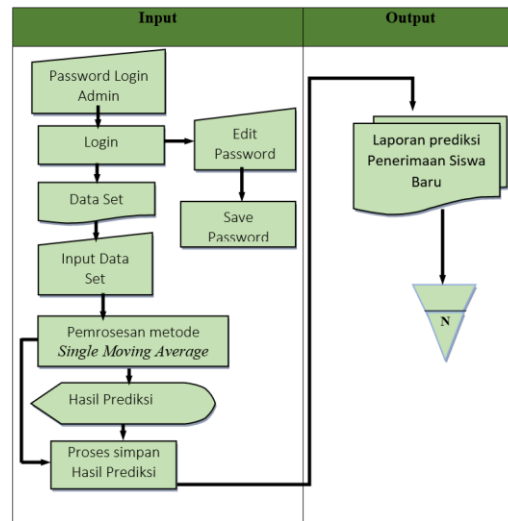 Input
Output
Password Login
Admin
Login
Edit
Password
Save
Password
Data Set
Input Data
Set
Pemrosesan metode
Single Moving Average
Hasil Prediksi
Proses simpan
Hasil Prediksi
Laporan prediksi
Penerimaan Siswa
Baru
N